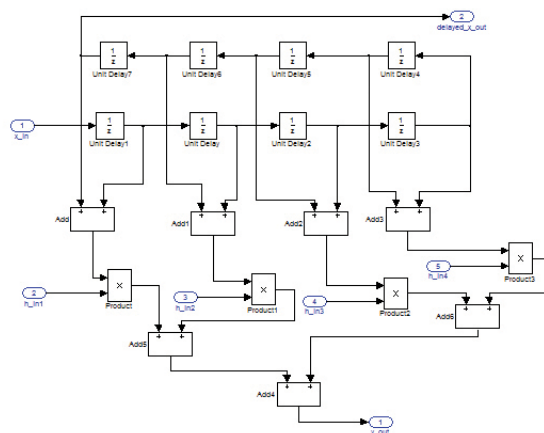 2
delayed_x_out
1
z
1
z
1
z
1
z
Unit Delay7
Unit Delay6
Unit Delay5
Unit Delay4
1
x_in
1
z
1
z
1
z
1
z
Unit Delay1
Unit Delay
Unit Delay2
Unit Delay3
Add
+ +
Add1
+ +
Add2
+ +
Add3
+ +
2
h_in1
X
Product
3
h_in2
X
Product1
4
h_in3
X
Product2
5
h_in4
X
Product3
Add5
+ +
Add6
+ +
Add4
+ +
1
y_out